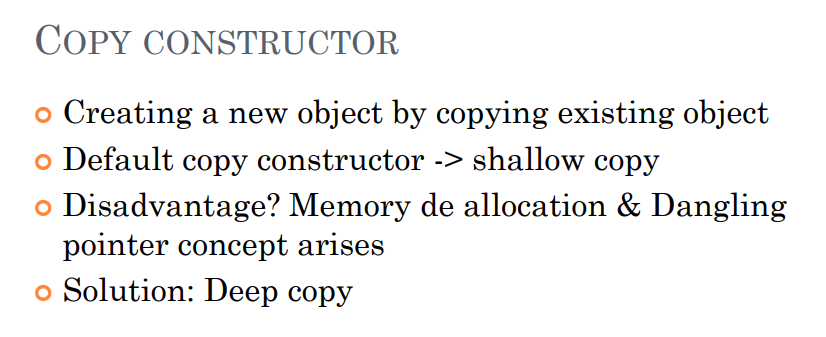 COPY CONSTRUCTOR
Creating a new object by copying existing object
Default copy constructor -> shallow copy
Disadvantage? Memory de allocation & Dangling
pointer concept arises
Solution: Deep copy